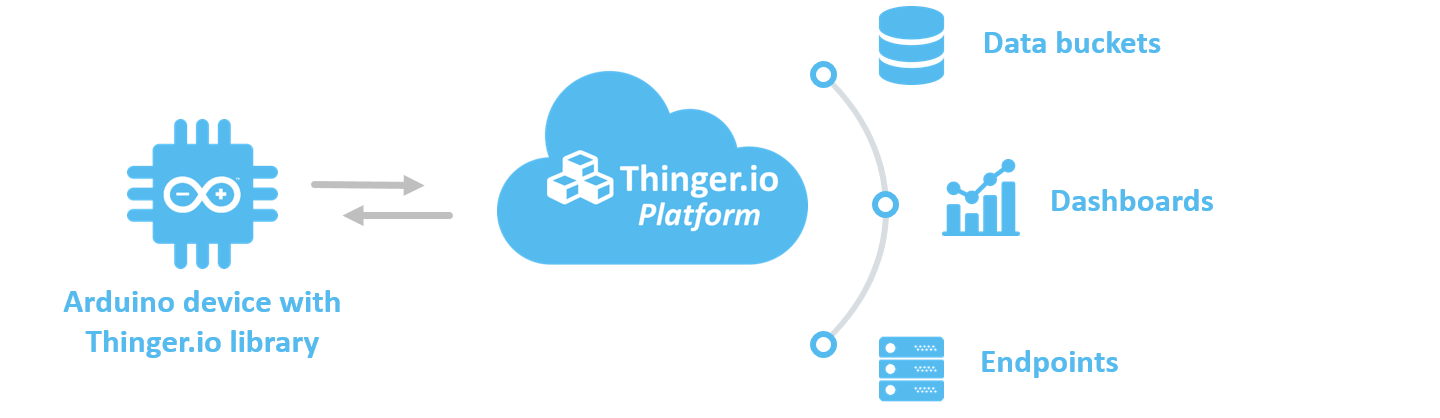 Data buckets
Thinger.io
Platform
Dashboards
Arduino device with
Thinger.io library
Endpoints